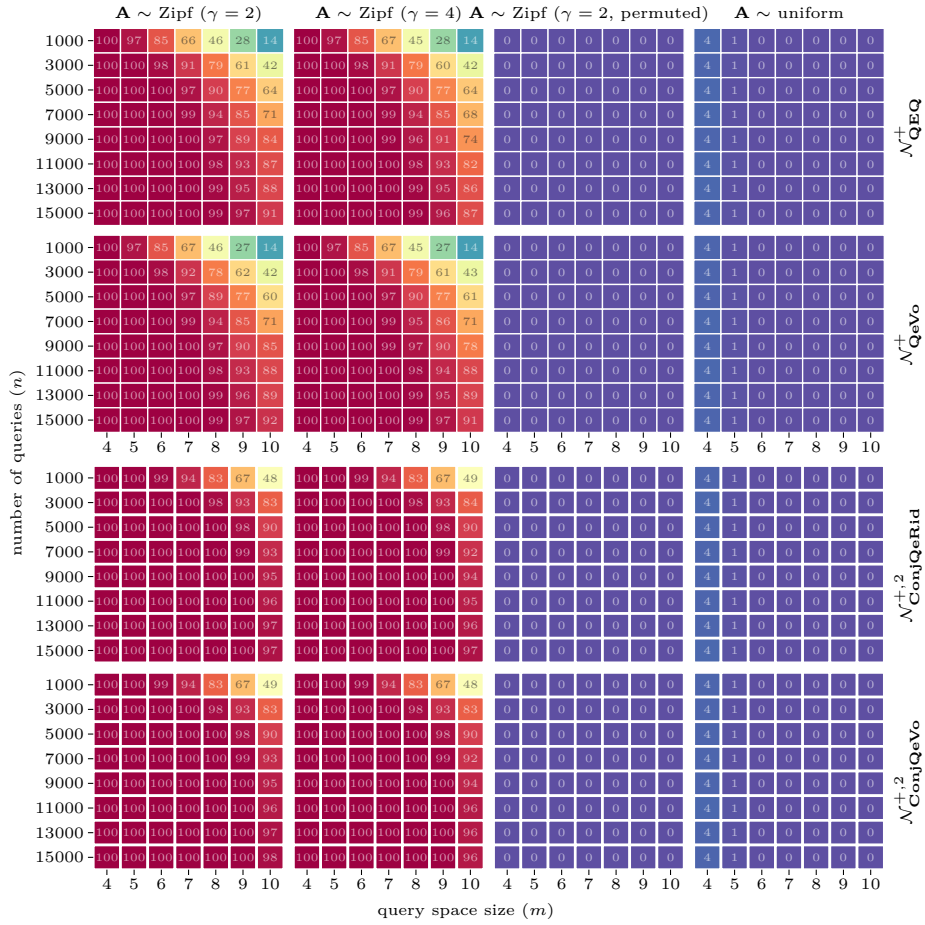 A ∼ Zipf (γ = 2) A ∼ Zipf (γ = 4) A ∼ Zipf (γ = 2, permuted) A ∼ uniform
1000 100 97 85 66 46 28 14 100 97 85 67 45 28 14 0 0 0 0 0 0 0 4 1 0 0 0 0 0
3000 100 100 98 91 79 61 42 100 100 98 91 79 60 42 0 0 0 0 0 0 0 4 1 0 0 0 0 0
5000 100 100 100 97 90 77 64 100 100 100 97 90 77 64 0 0 0 0 0 0 0 4 1 0 0 0 0 0
7000 100 100 100 99 94 85 71 100 100 100 99 94 85 68 0 0 0 0 0 0 0 4 1 0 0 0 0 0
9000 100 100 100 100 97 89 84 100 100 100 99 96 91 74 0 0 0 0 0 0 0 4 1 0 0 0 0 0
11000 100 100 100 100 98 93 87 100 100 100 100 98 93 82 0 0 0 0 0 0 0 4 1 0 0 0 0 0
13000 100 100 100 100 99 95 88 100 100 100 100 99 95 86 0 0 0 0 0 0 0 4 1 0 0 0 0 0
15000 100 100 100 100 99 97 91 100 100 100 100 99 96 87 0 0 0 0 0 0 0 4 1 0 0 0 0 0
𝒩⁺QEQ
1000 100 97 85 67 46 27 14 100 97 85 67 45 27 14 0 0 0 0 0 0 0 4 1 0 0 0 0 0
3000 100 100 98 92 78 62 42 100 100 98 91 79 61 43 0 0 0 0 0 0 0 4 1 0 0 0 0 0
5000 100 100 100 97 89 77 60 100 100 100 97 90 77 61 0 0 0 0 0 0 0 4 1 0 0 0 0 0
7000 100 100 100 99 94 85 71 100 100 100 99 95 86 71 0 0 0 0 0 0 0 4 1 0 0 0 0 0
9000 100 100 100 100 97 90 85 100 100 100 99 97 90 78 0 0 0 0 0 0 0 4 1 0 0 0 0 0
11000 100 100 100 100 98 93 88 100 100 100 100 98 94 88 0 0 0 0 0 0 0 4 1 0 0 0 0 0
13000 100 100 100 100 99 96 89 100 100 100 100 99 95 89 0 0 0 0 0 0 0 4 1 0 0 0 0 0
15000 100 100 100 100 99 97 92 100 100 100 100 99 97 91 0 0 0 0 0 0 0 4 1 0 0 0 0 0
𝒩⁺QeVo
4 5 6 7 8 9 10 4 5 6 7 8 9 10 4 5 6 7 8 9 10 4 5 6 7 8 9 10
number of queries (n)
1000 100 100 99 94 83 67 48 100 100 99 94 83 67 49 0 0 0 0 0 0 0 4 1 0 0 0 0 0
3000 100 100 100 100 98 93 83 100 100 100 100 98 93 84 0 0 0 0 0 0 0 4 1 0 0 0 0 0
5000 100 100 100 100 100 98 90 100 100 100 100 100 98 90 0 0 0 0 0 0 0 4 1 0 0 0 0 0
7000 100 100 100 100 100 99 93 100 100 100 100 100 99 92 0 0 0 0 0 0 0 4 1 0 0 0 0 0
9000 100 100 100 100 100 100 95 100 100 100 100 100 100 94 0 0 0 0 0 0 0 4 1 0 0 0 0 0
11000 100 100 100 100 100 100 96 100 100 100 100 100 100 95 0 0 0 0 0 0 0 4 1 0 0 0 0 0
13000 100 100 100 100 100 100 97 100 100 100 100 100 100 96 0 0 0 0 0 0 0 4 1 0 0 0 0 0
15000 100 100 100 100 100 100 97 100 100 100 100 100 100 97 0 0 0 0 0 0 0 4 1 0 0 0 0 0
𝒩⁺,²ConjQeRid
1000 100 100 99 94 83 67 49 100 100 99 94 83 67 48 0 0 0 0 0 0 0 4 1 0 0 0 0 0
3000 100 100 100 100 98 93 83 100 100 100 100 98 93 83 0 0 0 0 0 0 0 4 1 0 0 0 0 0
5000 100 100 100 100 100 98 90 100 100 100 100 100 98 90 0 0 0 0 0 0 0 4 1 0 0 0 0 0
7000 100 100 100 100 100 99 93 100 100 100 100 100 99 92 0 0 0 0 0 0 0 4 1 0 0 0 0 0
9000 100 100 100 100 100 100 95 100 100 100 100 100 100 94 0 0 0 0 0 0 0 4 1 0 0 0 0 0
11000 100 100 100 100 100 100 96 100 100 100 100 100 100 96 0 0 0 0 0 0 0 4 1 0 0 0 0 0
13000 100 100 100 100 100 100 97 100 100 100 100 100 100 96 0 0 0 0 0 0 0 4 1 0 0 0 0 0
15000 100 100 100 100 100 100 98 100 100 100 100 100 100 96 0 0 0 0 0 0 0 4 1 0 0 0 0 0
𝒩⁺,²ConjQeVo
4 5 6 7 8 9 10 4 5 6 7 8 9 10 4 5 6 7 8 9 10 4 5 6 7 8 9 10
query space size (m)